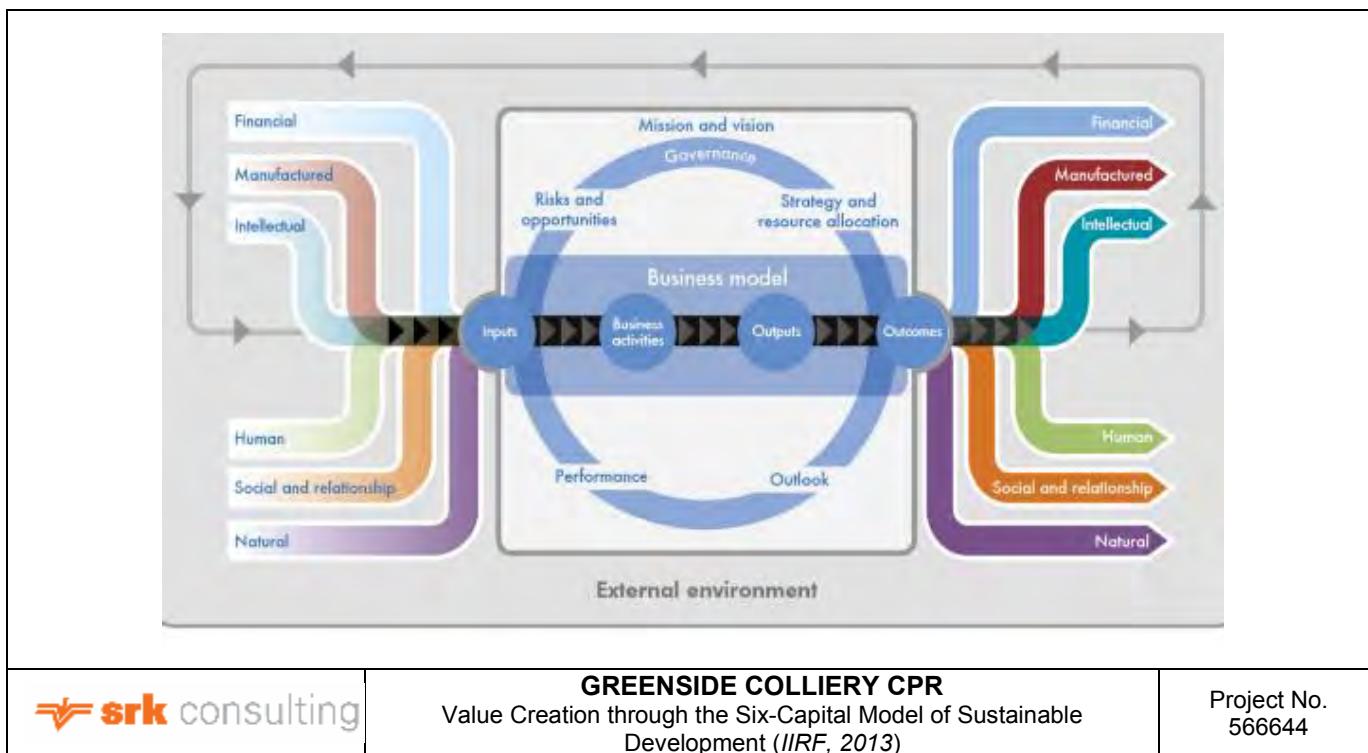 Financial
Manufactured
Intellectual
Human
Social and relationship
Natural
Mission and vision
Governance
Risks and
opportunities
Strategy and
resource allocation
Business model
Inputs
Business
activities
Outputs
Outcomes
Performance
Outlook
Financial
Manufactured
Intellectual
Human
Social and relationship
Natural
External environment
srk consulting
GREENSIDE COLLIERY CPR
Value Creation through the Six-Capital Model of Sustainable
Development (IIRF, 2013)
Project No.
566644